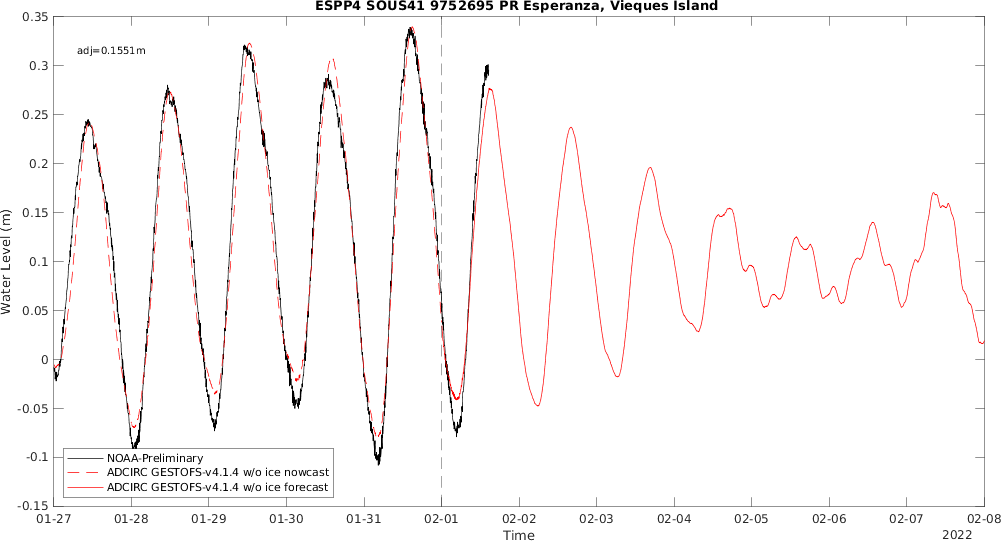 ESPP4 SOUS41 9752695 PR Esperanza, Vieques Island
0.35
adj=0.1551m
0.3
0.25
0.2
0.15
0.1
0.05
0
-0.05
-0.1
-0.15
Water Level (m)
NOAA-Preliminary
ADCIRC GESTOFS-v4.1.4 w/o ice nowcast
ADCIRC GESTOFS-v4.1.4 w/o ice forecast
01-27 01-28 01-29 01-30 01-31 02-01 02-02 02-03 02-04 02-05 02-06 02-07 02-08
Time
2022